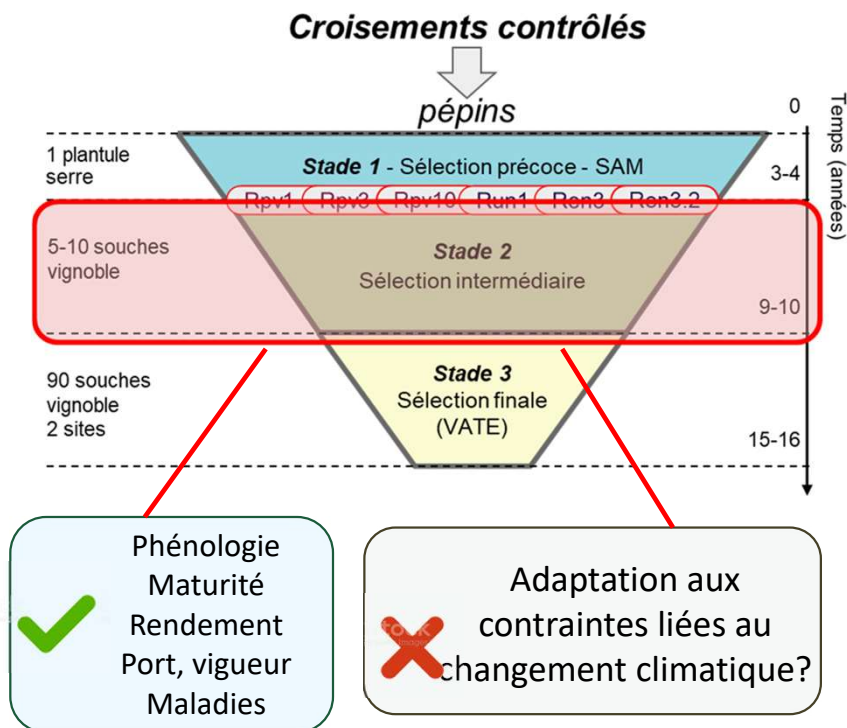 Croisements contrôlés
pépins
0
Temps (années)
1 plantule
serre
Stade 1 - Sélection précoce - SAM
3-4
Rpv1 Rpv3 Rpv10 Run1 Ren3 Ren3.2
5-10 souches
vignoble
Stade 2
Sélection intermédiaire
9-10
90 souches
vignoble
2 sites
Stade 3
Sélection finale
(VATE)
15-16
Phénologie
Maturité
Rendement
Port, vigueur
Maladies
Adaptation aux
contraintes liées au
changement climatique?